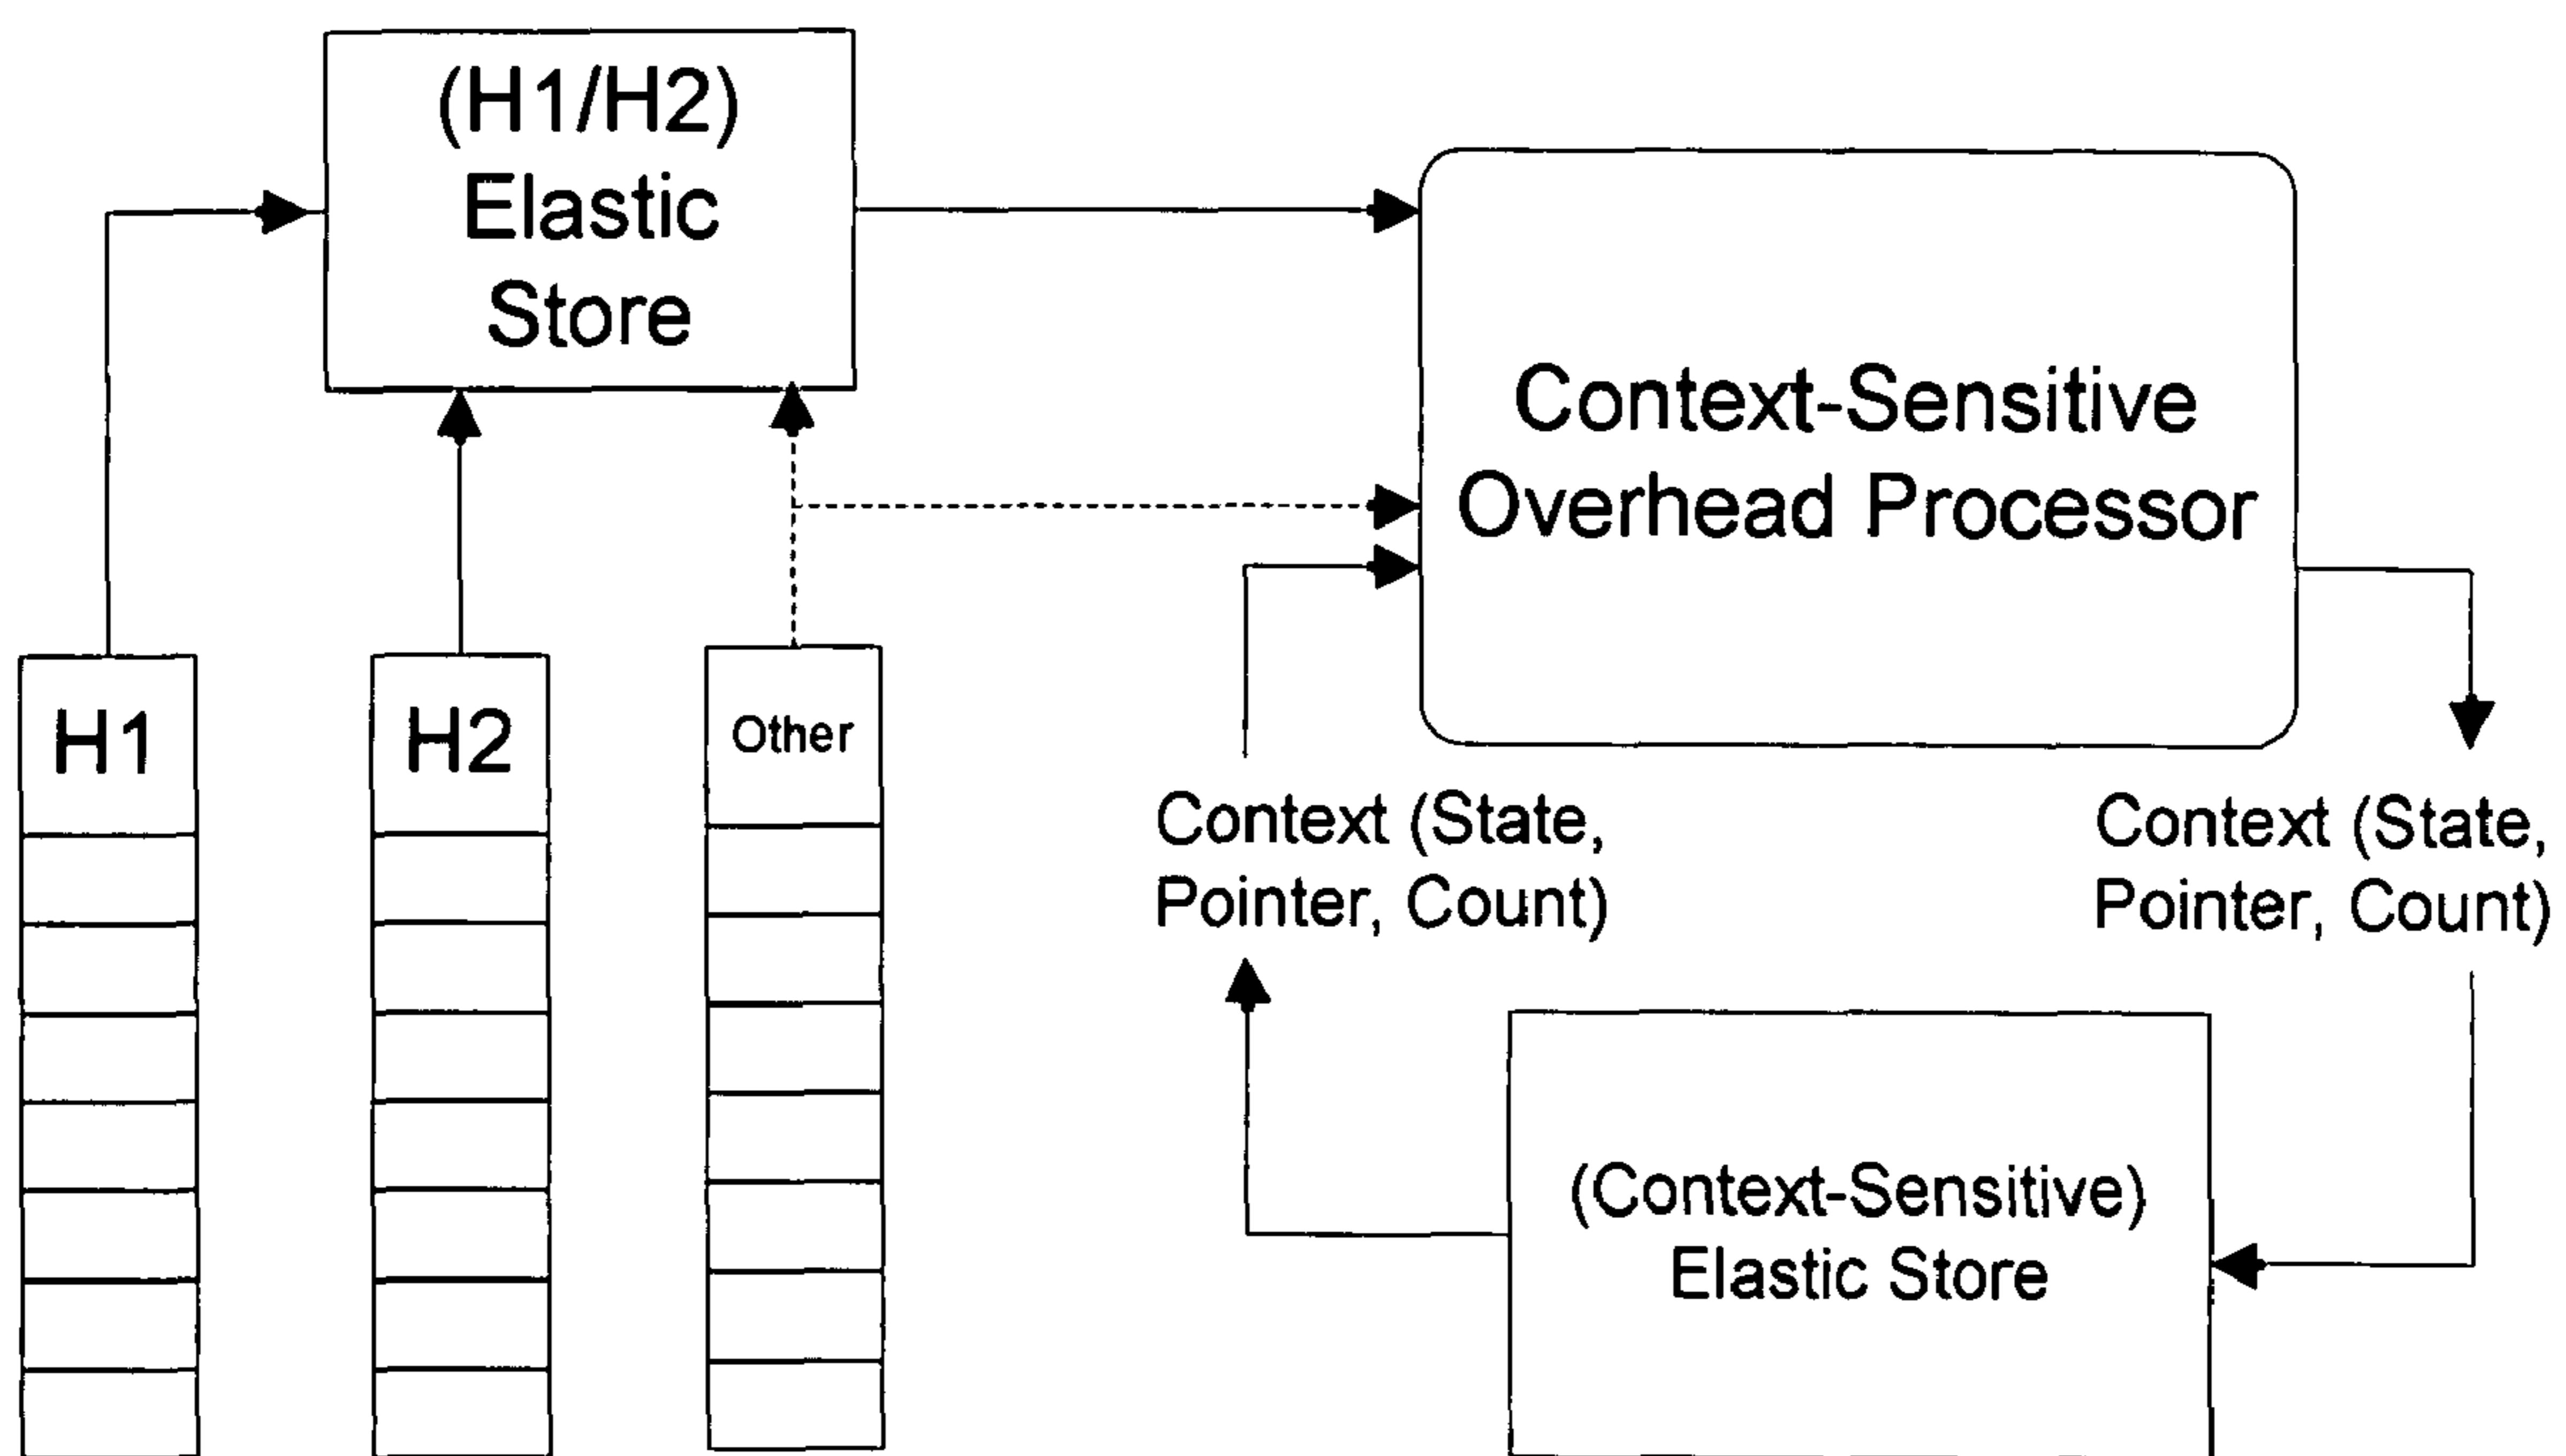 (H1/H2)
Elastic
Store
Context-Sensitive
Overhead Processor
H1
H2
Other
Context (State,
Pointer, Count)
Context (State,
Pointer, Count)
(Context-Sensitive)
Elastic Store